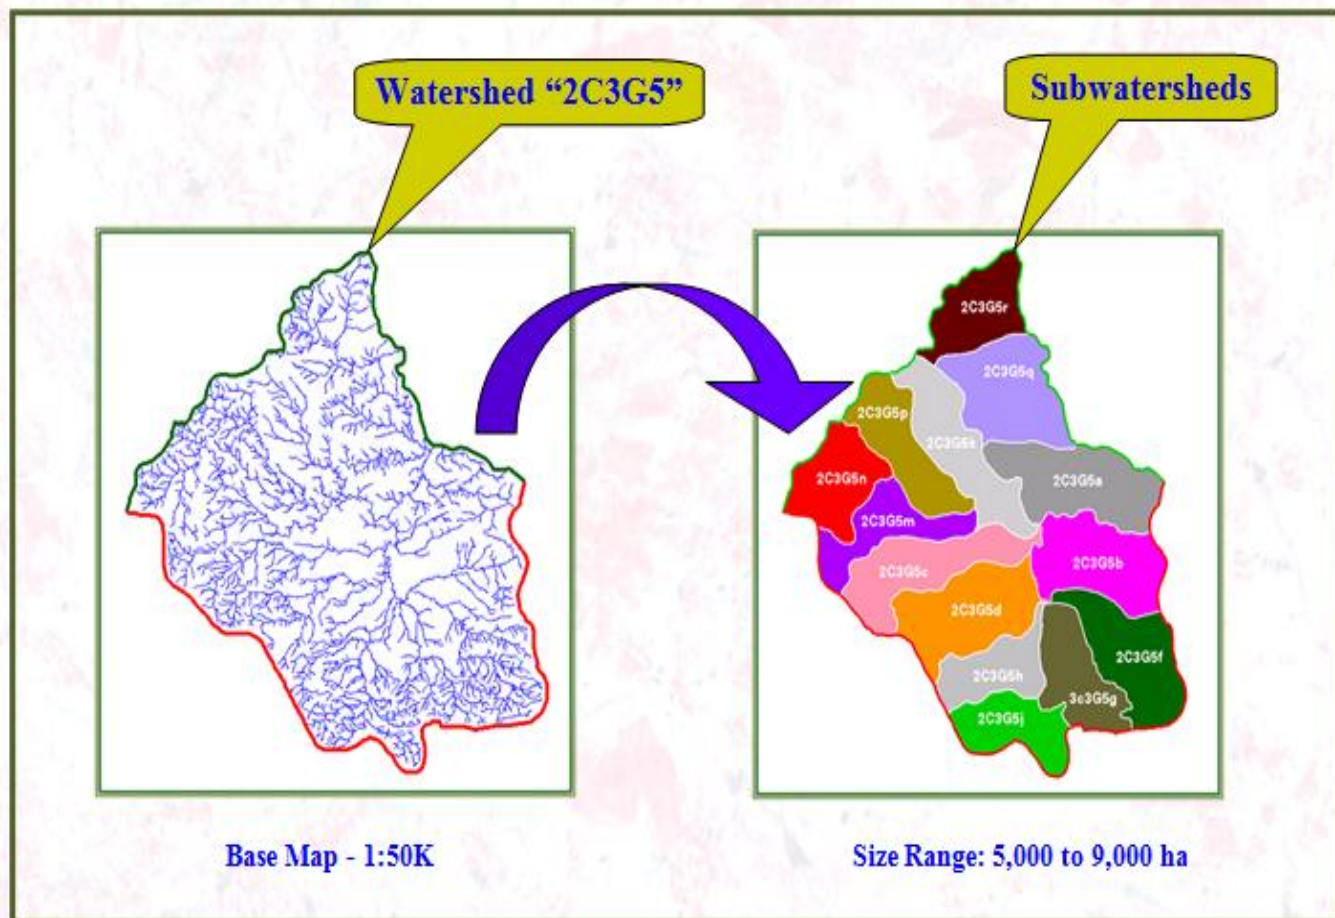 Watershed “2C3G5”
Subwatersheds
2C3G5r
2C3G5q
2C3G5p
2C3G5k
2C3G5n
2C3G5a
2C3G5m
2C3G5c
2C3G5b
2C3G5d
2C3G5f
2C3G5h
3c3G5g
2C3G5j
Base Map - 1:50K
Size Range: 5,000 to 9,000 ha